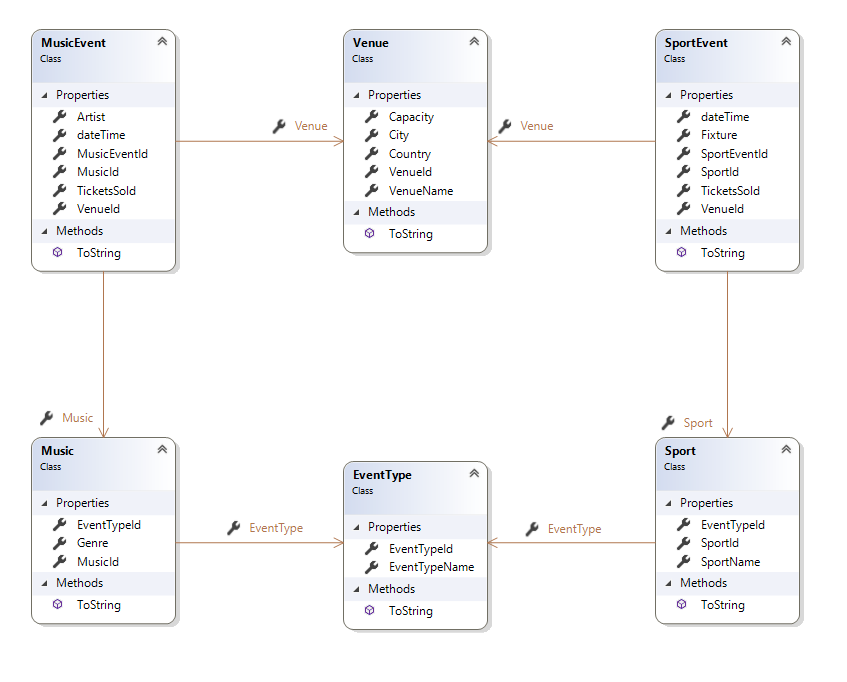 MusicEvent
Class
Properties
Artist
dateTime
MusicEventId
MusicId
TicketsSold
VenueId
Methods
ToString
Venue
Venue
Class
Properties
Capacity
City
Country
VenueId
VenueName
Methods
ToString
Venue
SportEvent
Class
Properties
dateTime
Fixture
SportEventId
SportId
TicketsSold
VenueId
Methods
ToString
Music
Music
Class
Properties
EventTypeId
Genre
MusicId
Methods
ToString
EventType
EventType
Class
Properties
EventTypeId
EventTypeName
Methods
ToString
EventType
Sport
Sport
Class
Properties
EventTypeId
SportId
SportName
Methods
ToString